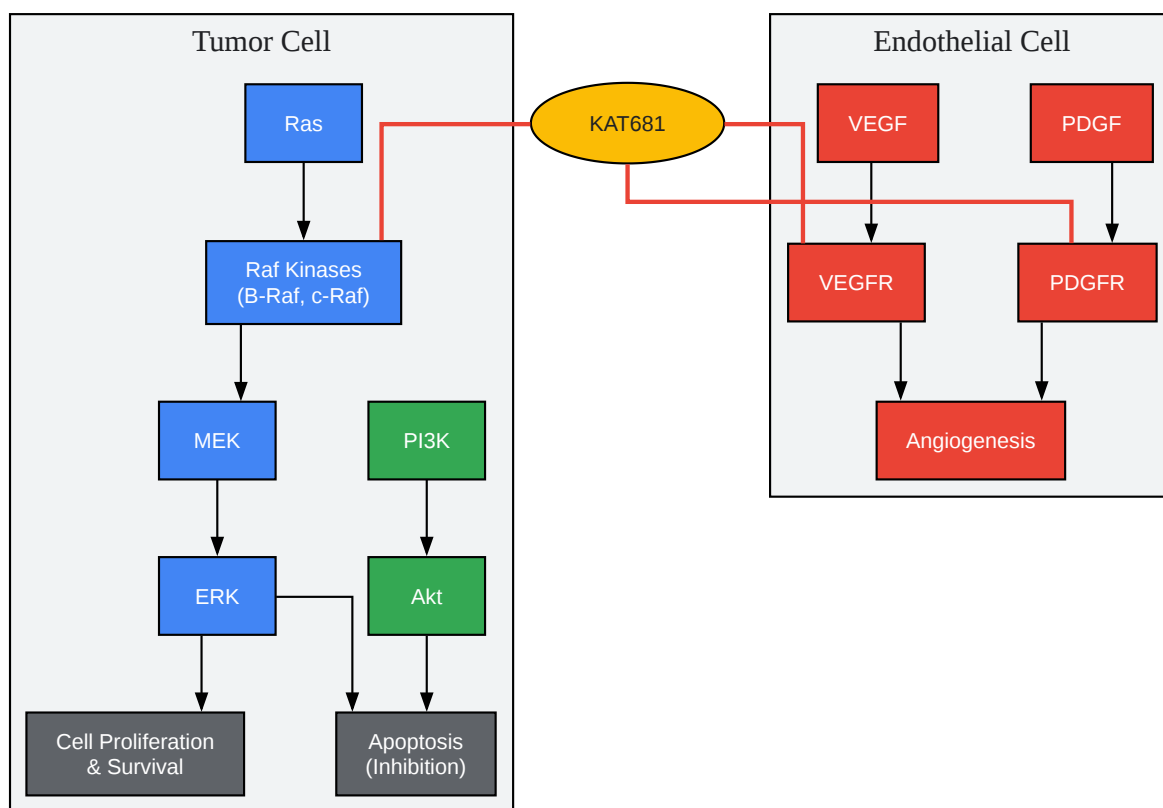 Tumor Cell
Endothelial Cell
Ras
KAT681
VEGF
PDGF
Raf Kinases
(B-Raf, c-Raf)
VEGFR
PDGFR
MEK
PI3K
Angiogenesis
ERK
Akt
Cell Proliferation
& Survival
Apoptosis
(Inhibition)